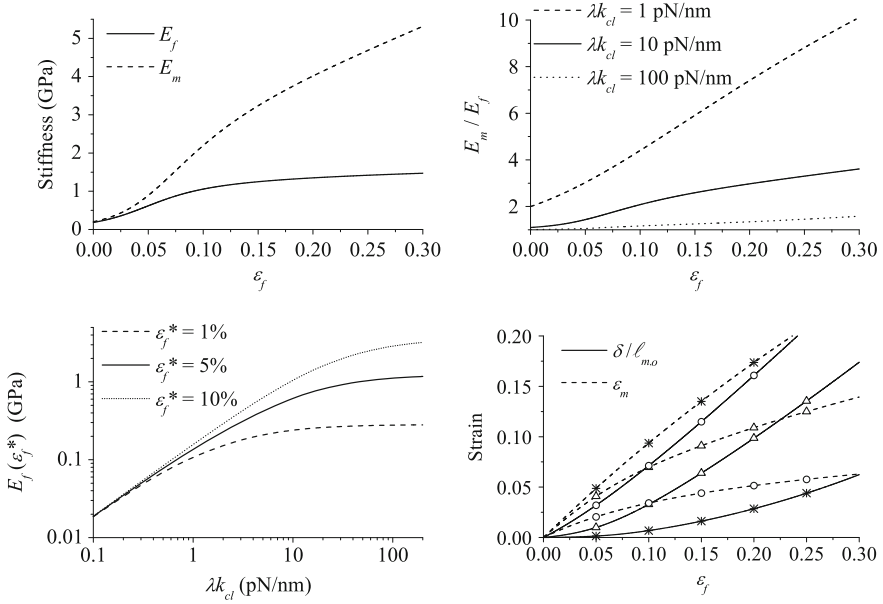 Stiffness (GPa)
5
4
3
2
1
0
E_f
E_m
0.00 0.05 0.10 0.15 0.20 0.25 0.30
ε_f
E_m / E_f
10
8
6
4
2
λk_cl = 1 pN/nm
λk_cl = 10 pN/nm
λk_cl = 100 pN/nm
0.00 0.05 0.10 0.15 0.20 0.25 0.30
ε_f
E_f (ε_f*) (GPa)
1
0.1
0.01
ε_f* = 1%
ε_f* = 5%
ε_f* = 10%
0.1 1 10 100
λk_cl (pN/nm)
Strain
0.20
0.15
0.10
0.05
0.00
δ/ℓ_m,o
ε_m
0.00 0.05 0.10 0.15 0.20 0.25 0.30
ε_f